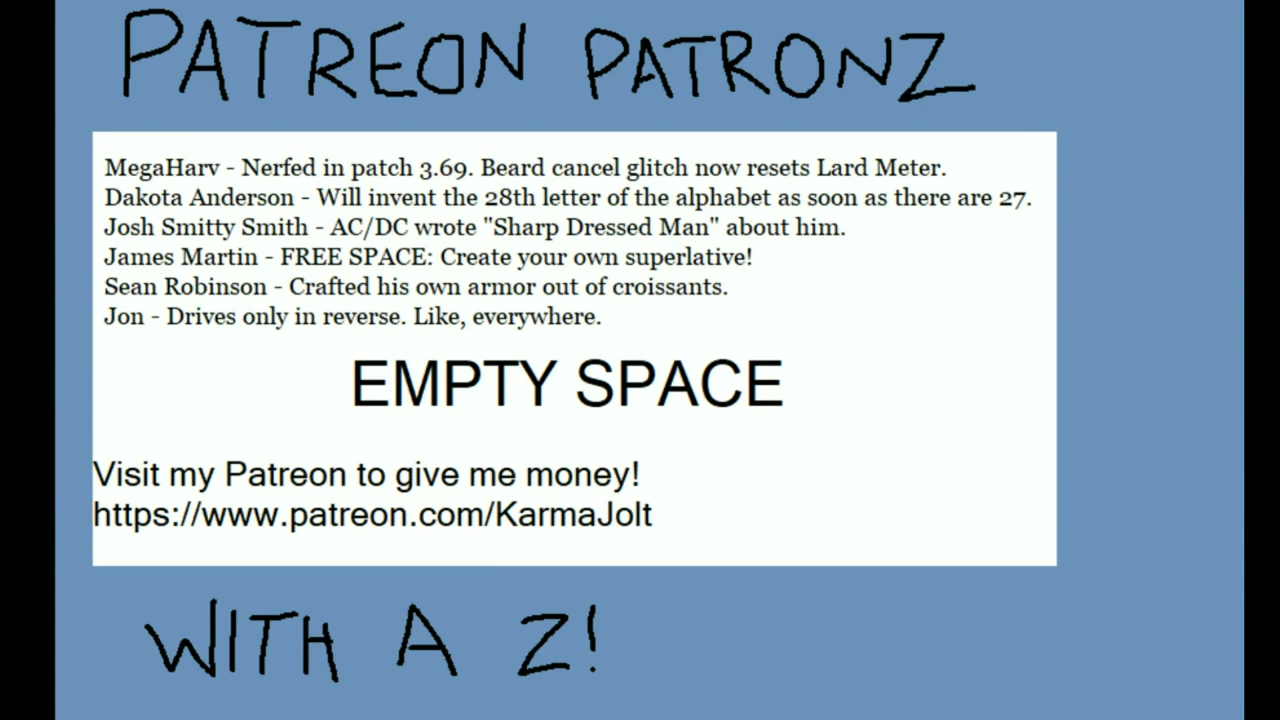 PATREON PATRONZ
MegaHarv - Nerfed in patch 3.69. Beard cancel glitch now resets Lard Meter.
Dakota Anderson - Will invent the 28th letter of the alphabet as soon as there are 27.
Josh Smitty Smith - AC/DC wrote "Sharp Dressed Man" about him.
James Martin - FREE SPACE: Create your own superlative!
Sean Robinson - Crafted his own armor out of croissants.
Jon - Drives only in reverse. Like, everywhere.
EMPTY SPACE
Visit my Patreon to give me money!
https://www.patreon.com/KarmaJolt
WITH A Z!